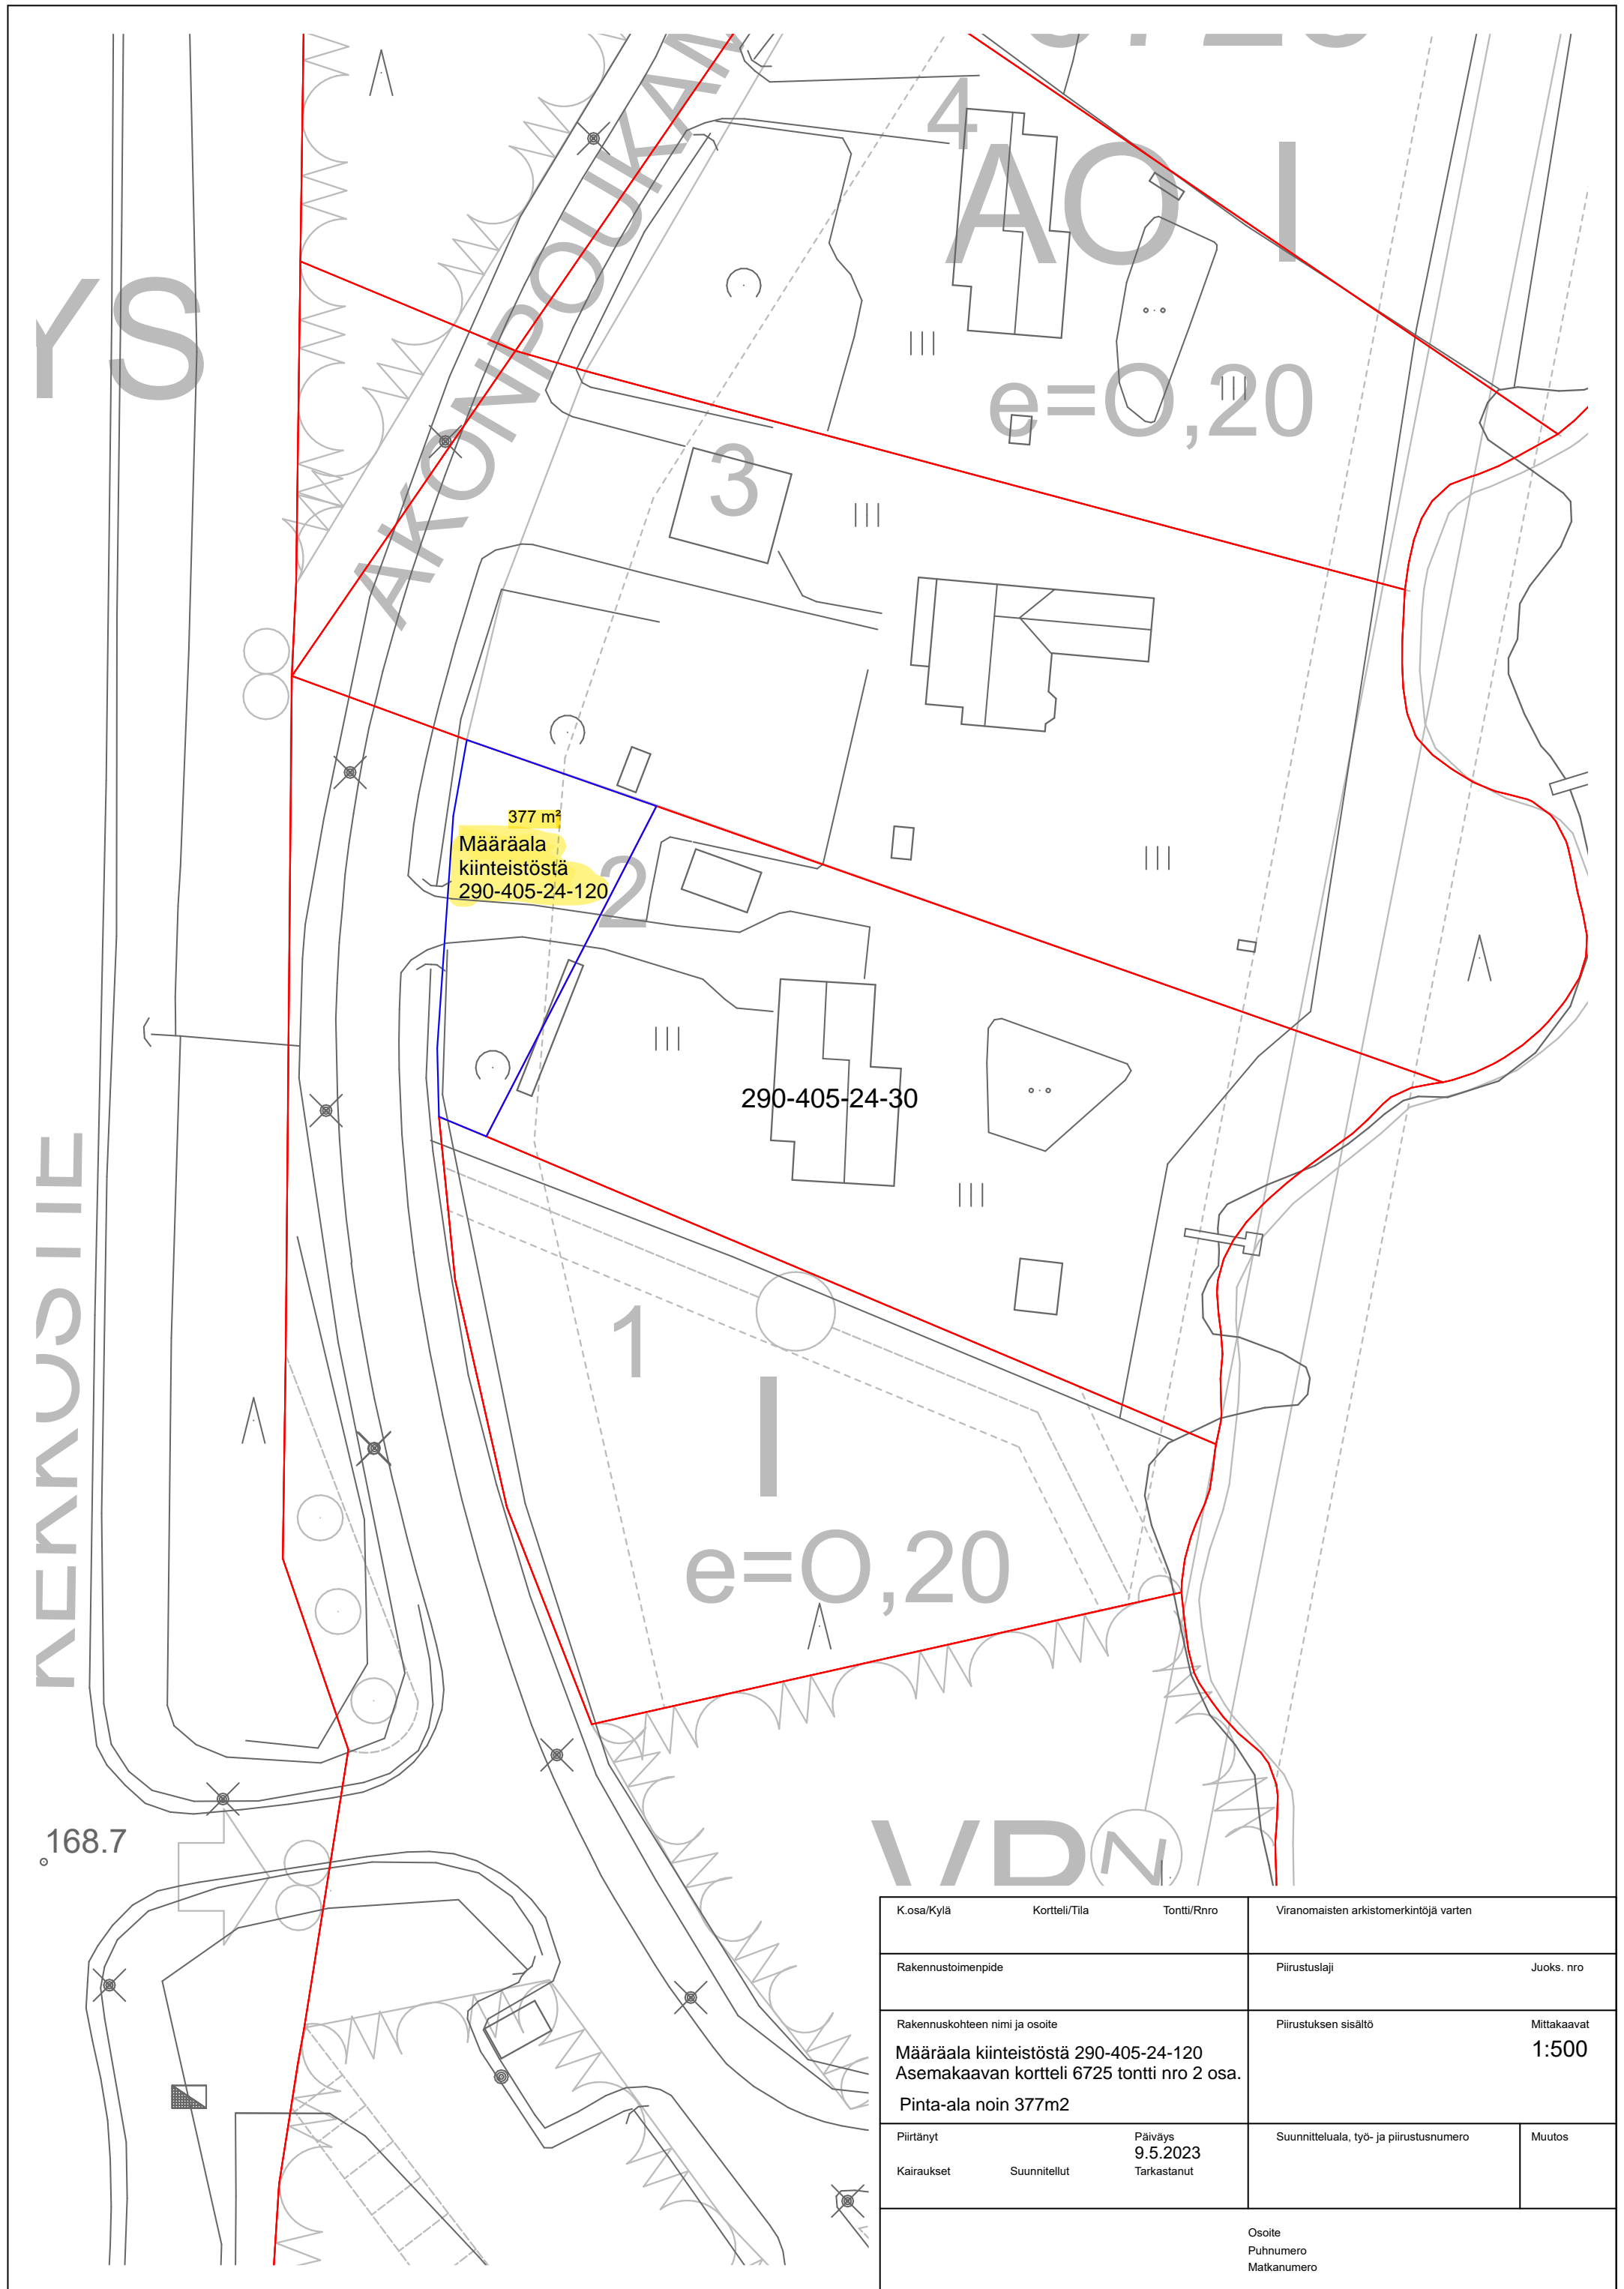 4
AO I
YS
e=O,20
3
377 m²
Määräala
kiinteistöstä
290-405-24-120
2
290-405-24-30
1
I
e=O,20
168.7
K.osa/Kylä Kortteli/Tila Tontti/Rnro Viranomaisten arkistomerkintöjä varten
Rakennustoimenpide Piirustuslaji Juoks. nro
Rakennuskohteen nimi ja osoite Piirustuksen sisältö Mittakaavat
Määräala kiinteistöstä 290-405-24-120 1:500
Asemakaavan kortteli 6725 tontti nro 2 osa.
Pinta-ala noin 377m2
Piirtänyt Päiväys Suunnitteluala, työ- ja piirustusnumero Muutos
9.5.2023
Kairaukset Suunnitellut Tarkastanut
Osoite
Puhnumero
Matkanumero